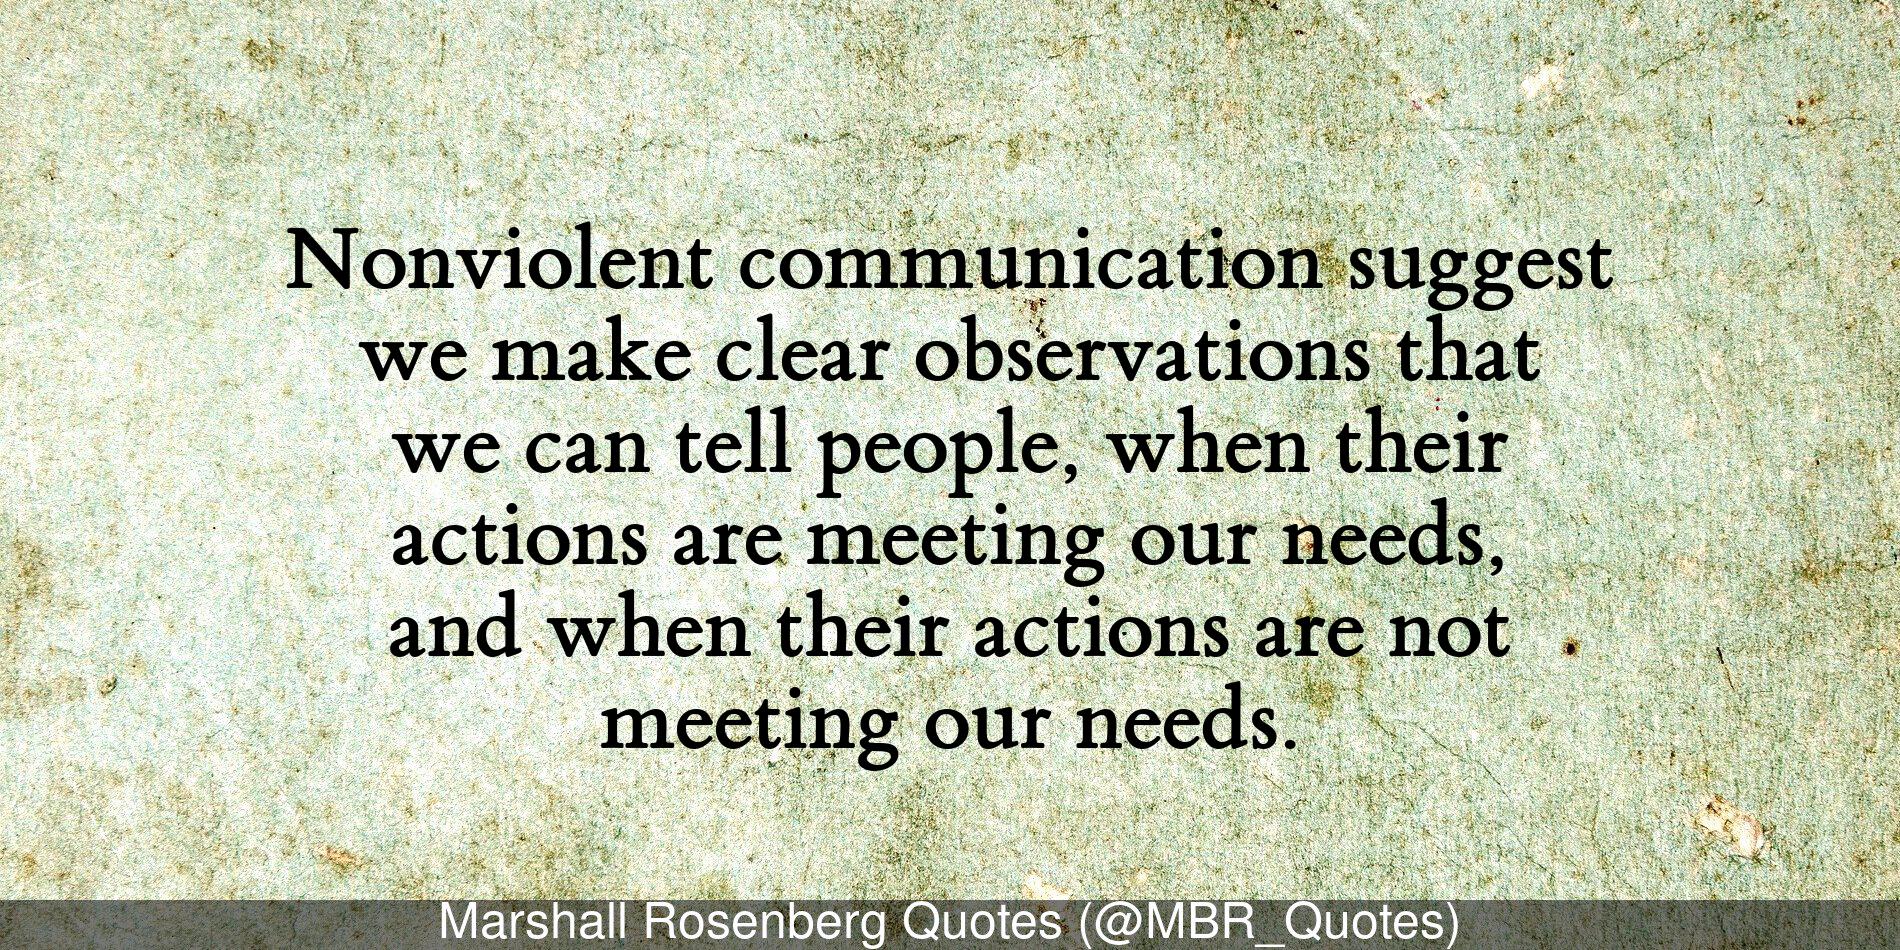 Nonviolent communication suggest
we make clear observations that
we can tell people, when their
actions are meeting our needs,
and when their actions are not
meeting our needs.
Marshall Rosenberg Quotes (@MBR_Quotes)